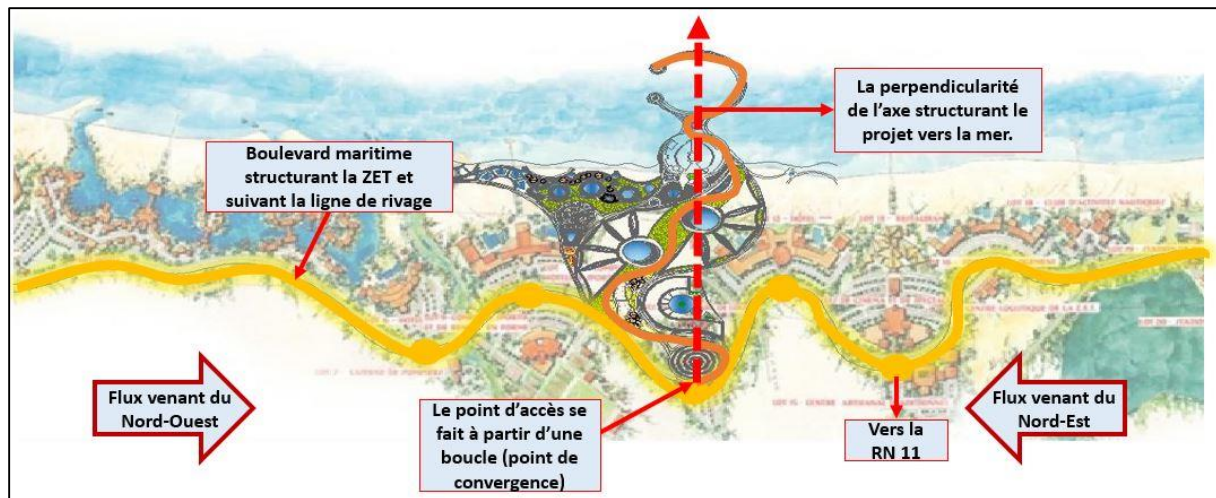 La perpendicularité
de l'axe structurant le
projet vers la mer.
Boulevard maritime
structurant la ZET et
suivant la ligne de rivage
Flux venant du
Nord-Ouest
Le point d'accès se
fait à partir d'une
boucle (point de
convergence)
Vers la
RN 11
Flux venant du
Nord-Est